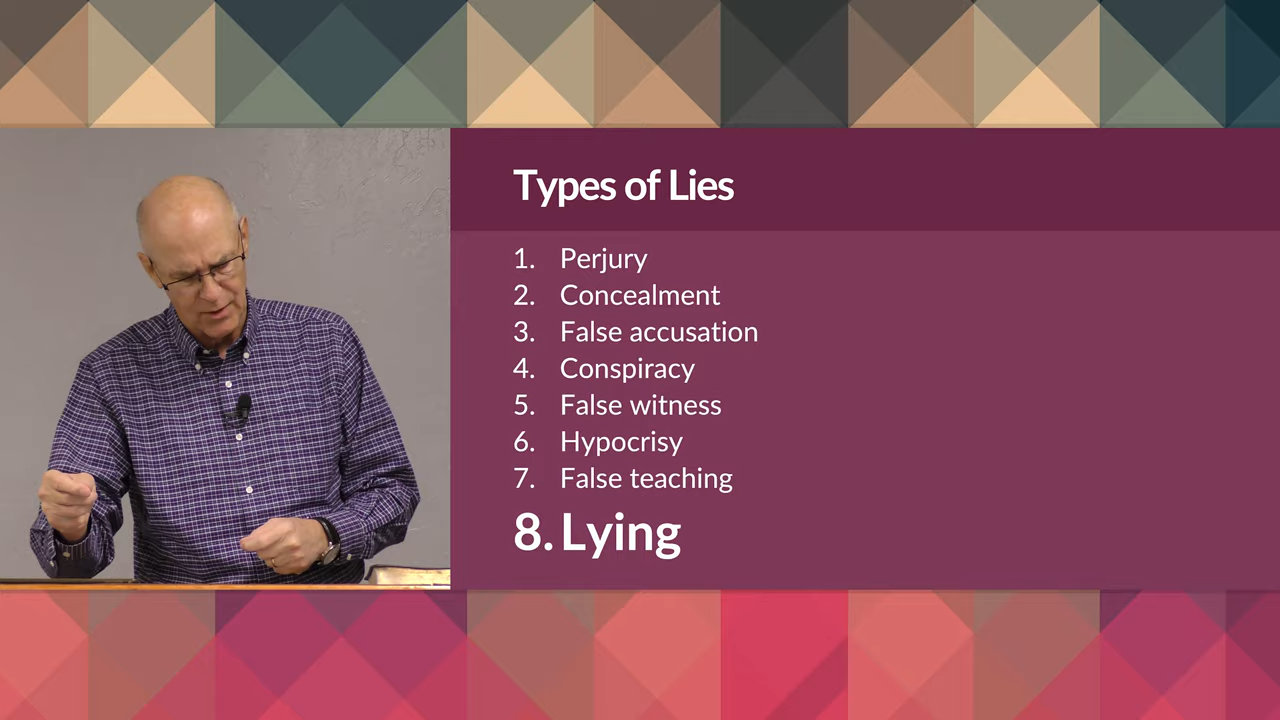 Types of Lies
1. Perjury
2. Concealment
3. False accusation
4. Conspiracy
5. False witness
6. Hypocrisy
7. False teaching
8. Lying